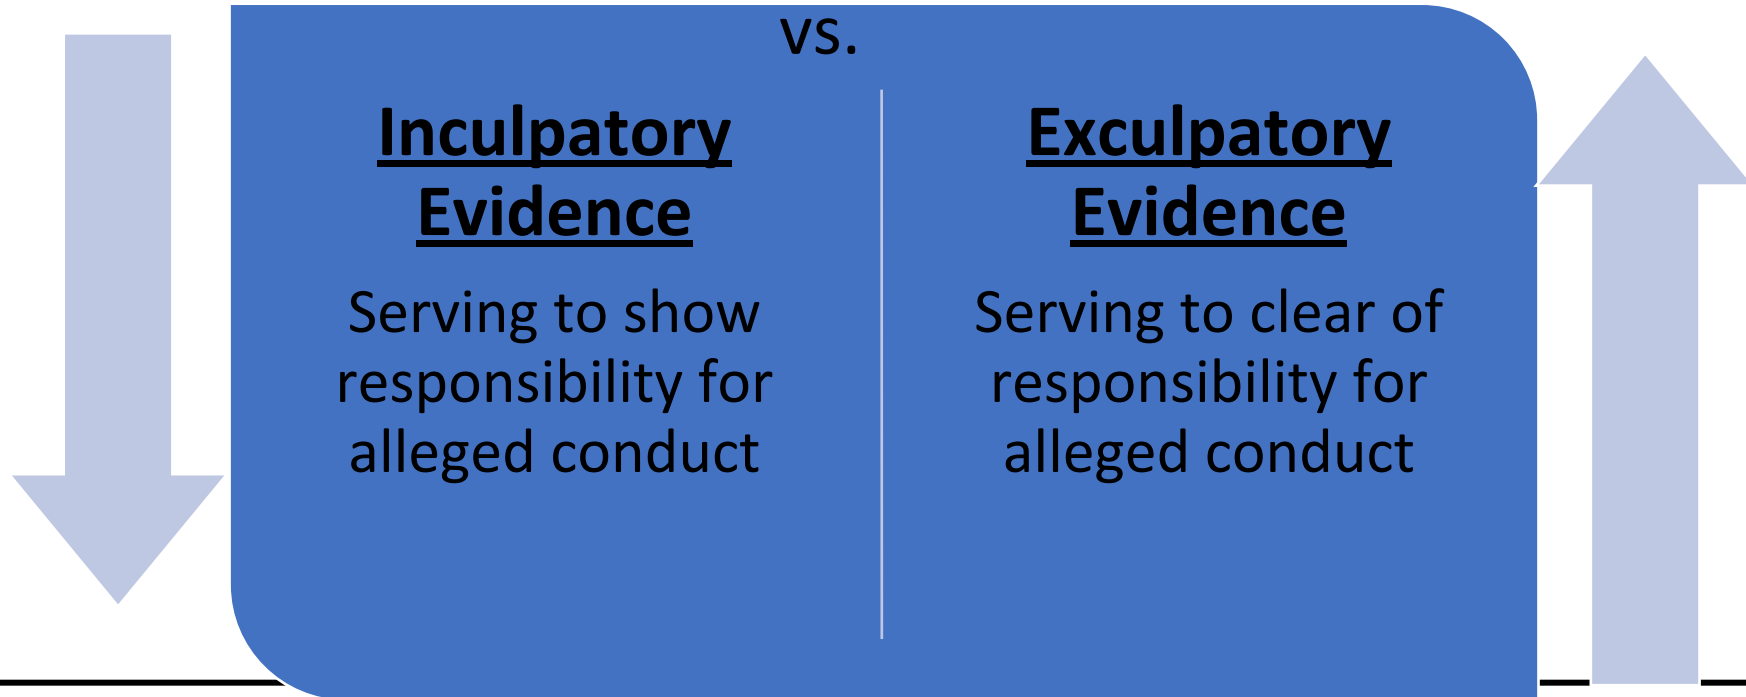 vs.
Inculpatory
Evidence
Serving to show
responsibility for
alleged conduct
Exculpatory
Evidence
Serving to clear of
responsibility for
alleged conduct